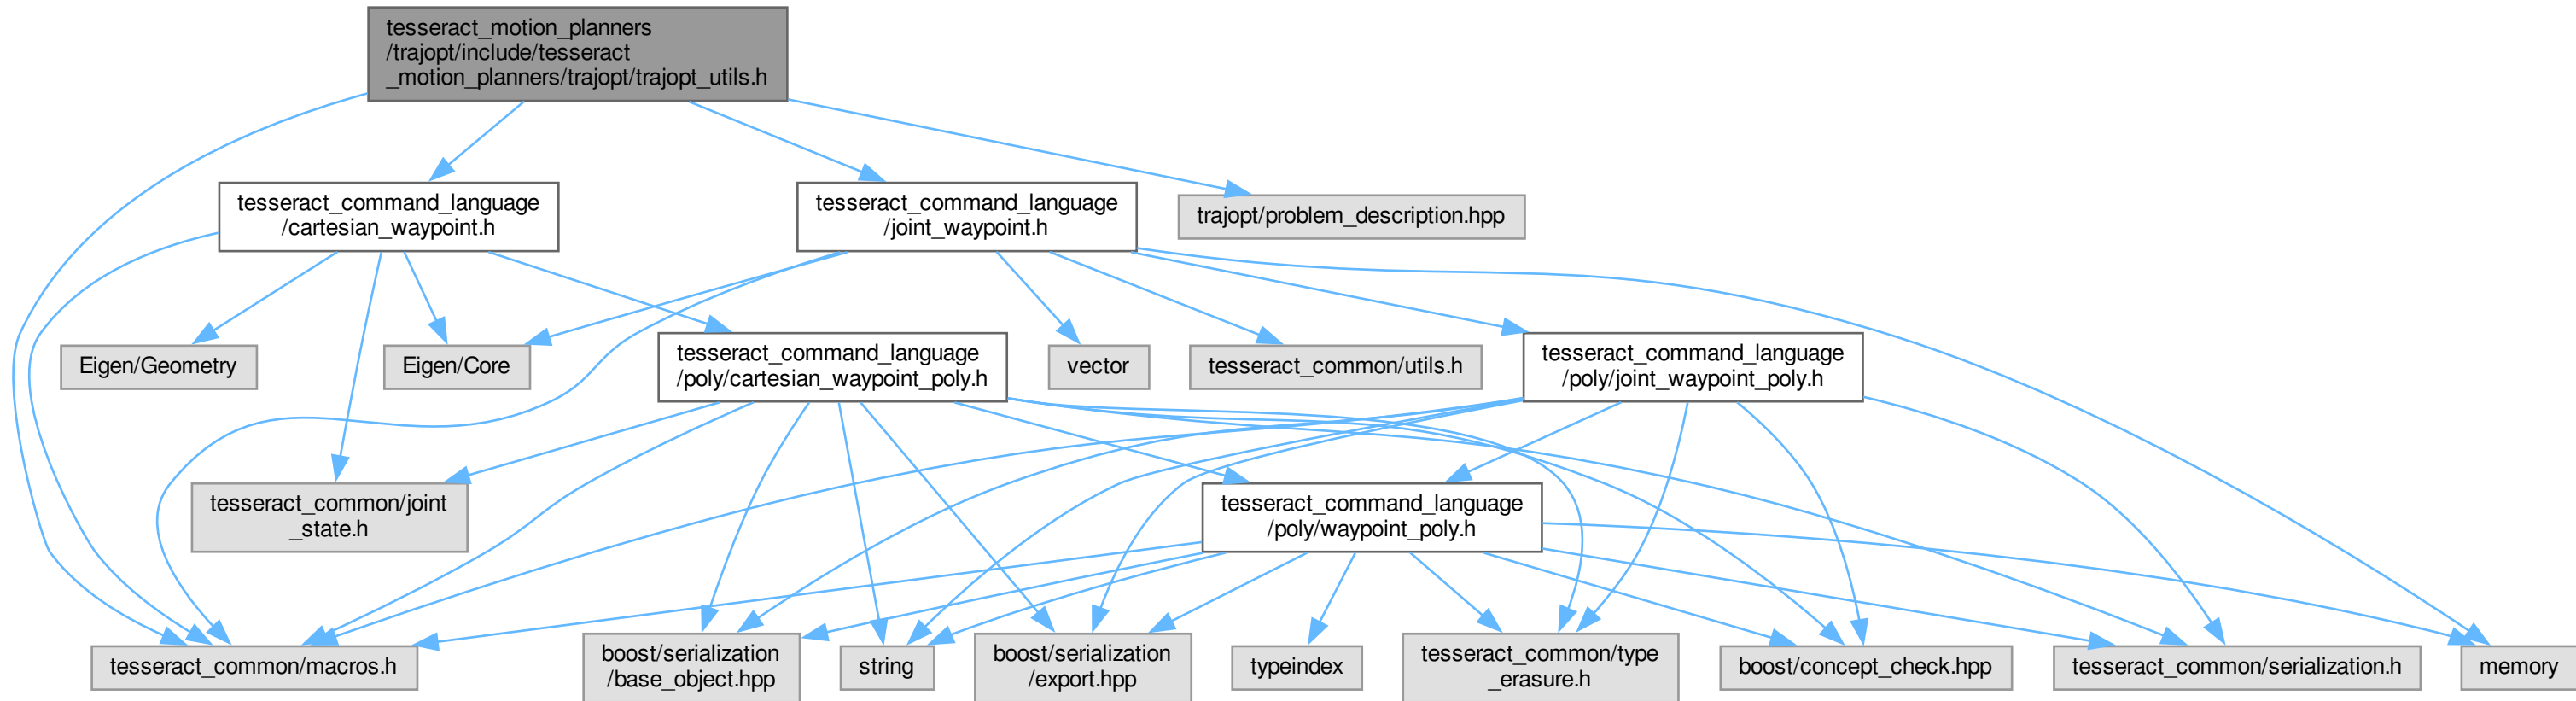 tesseract_motion_planners
/trajopt/include/tesseract
_motion_planners/trajopt/trajopt_utils.h
tesseract_command_language
/cartesian_waypoint.h
tesseract_command_language
/joint_waypoint.h
trajopt/problem_description.hpp
Eigen/Geometry
Eigen/Core
tesseract_command_language
/poly/cartesian_waypoint_poly.h
vector
tesseract_common/utils.h
tesseract_command_language
/poly/joint_waypoint_poly.h
tesseract_common/joint
_state.h
tesseract_command_language
/poly/waypoint_poly.h
tesseract_common/macros.h
boost/serialization
/base_object.hpp
string
boost/serialization
/export.hpp
typeindex
tesseract_common/type
_erasure.h
boost/concept_check.hpp
tesseract_common/serialization.h
memory